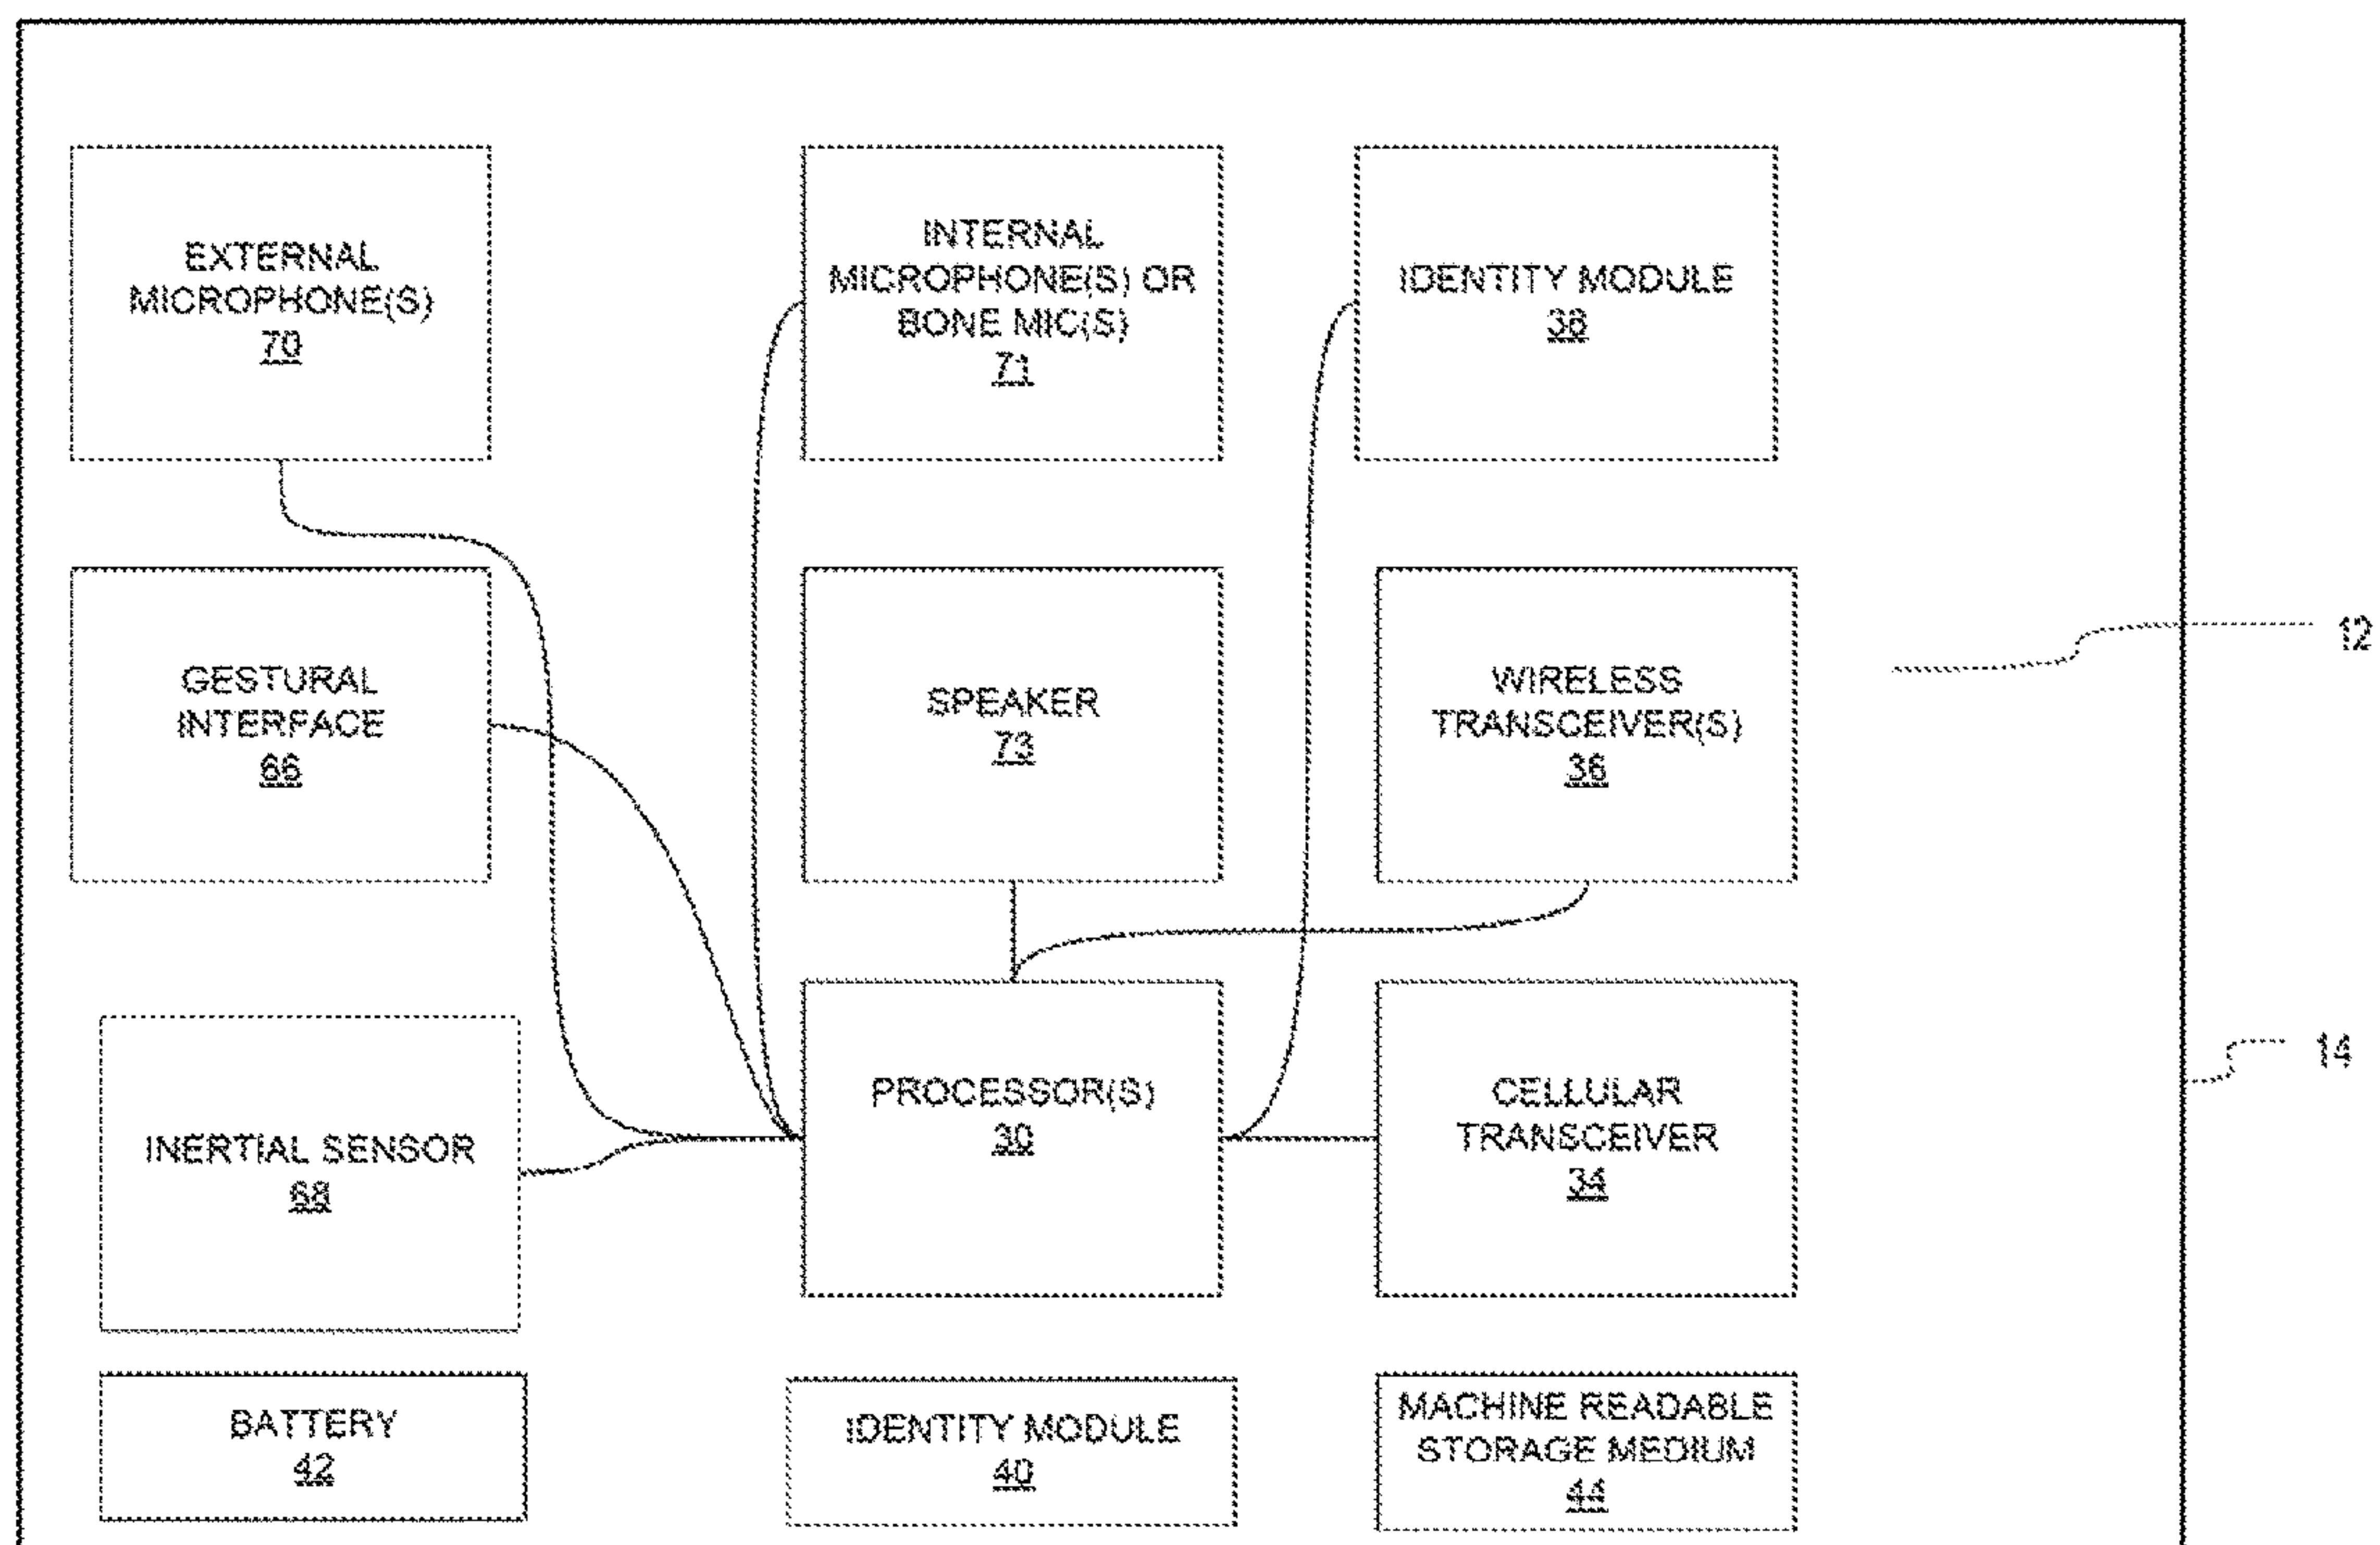 EXTERNAL
MICROPHONE(S)
70
INTERNAL
MICROPHONE(S) OR
BONE MIC(S)
71
IDENTITY MODULE
38
GESTURAL
INTERFACE
66
SPEAKER
73
WIRELESS
TRANSCEIVER(S)
36
12
INERTIAL SENSOR
68
PROCESSOR(S)
30
CELLULAR
TRANSCEIVER
34
14
BATTERY
42
IDENTITY MODULE
40
MACHINE READABLE
STORAGE MEDIUM
44